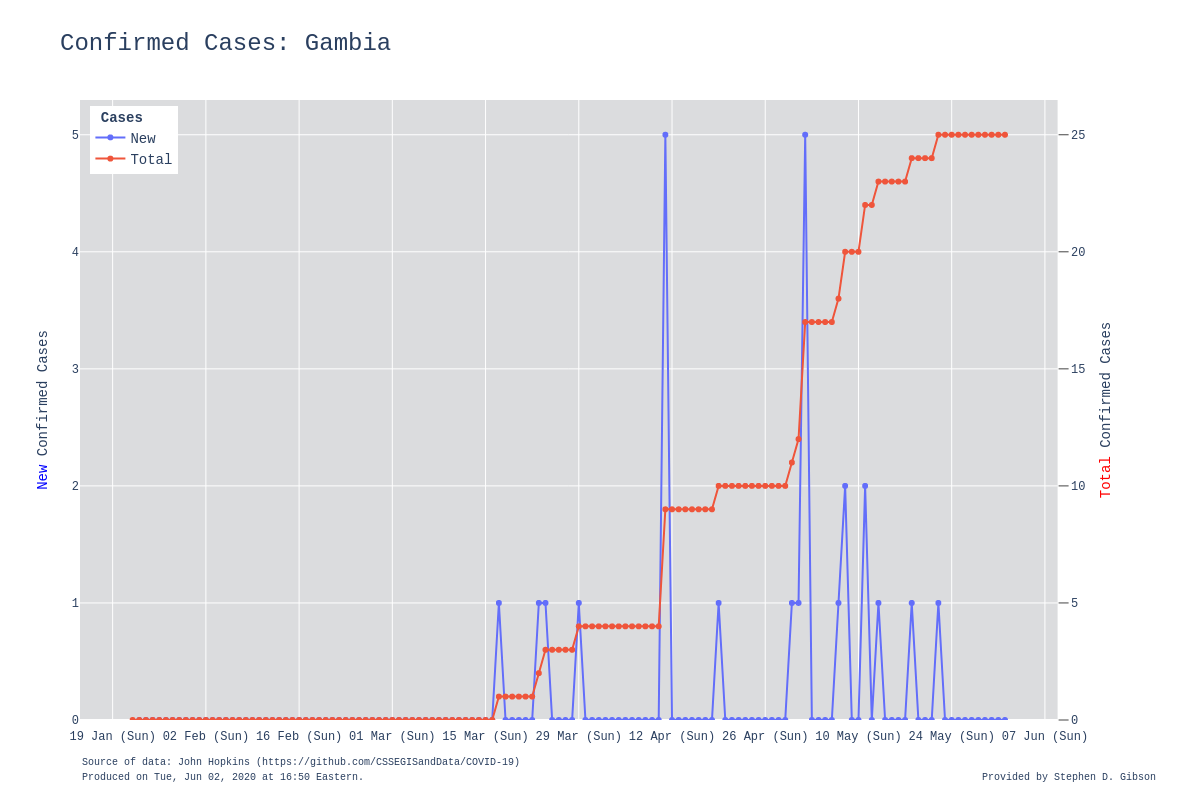 Confirmed Cases: Gambia
Cases
New
Total
5
4
3
2
1
0
25
20
15
10
5
0
New Confirmed Cases
Total Confirmed Cases
19 Jan (Sun) 02 Feb (Sun) 16 Feb (Sun) 01 Mar (Sun) 15 Mar (Sun) 29 Mar (Sun) 12 Apr (Sun) 26 Apr (Sun) 10 May (Sun) 24 May (Sun) 07 Jun (Sun)
Source of data: John Hopkins (https://github.com/CSSEGISandData/COVID-19)
Produced on Tue, Jun 02, 2020 at 16:50 Eastern.
Provided by Stephen D. Gibson